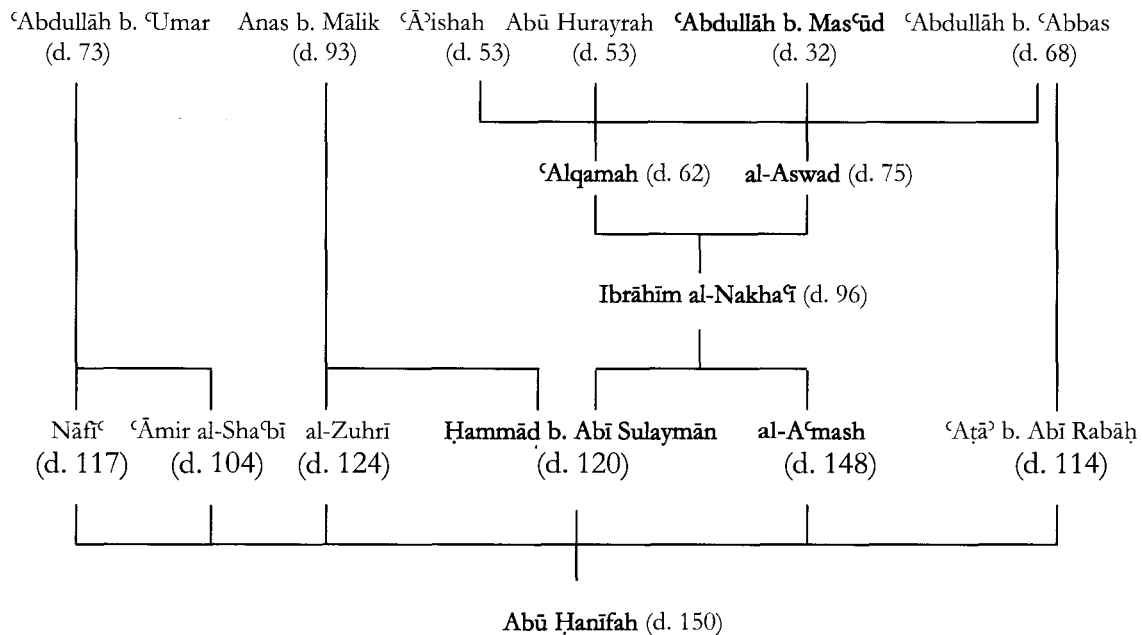 ʿAbdullāh b. ʿUmar Anas b. Mālik ʿĀʾishah Abū Hurayrah ʿAbdullāh b. Masʿūd ʿAbdullāh b. ʿAbbas
(d. 73) (d. 93) (d. 53) (d. 53) (d. 32) (d. 68)
ʿAlqamah (d. 62) al-Aswad (d. 75)
Ibrāhīm al-Nakhaʿī (d. 96)
Nāfiʿ ʿĀmir al-Shaʿbī al-Zuhrī Ḥammād b. Abī Sulaymān al-Aʿmash ʿAṭāʾ b. Abī Rabāḥ
(d. 117) (d. 104) (d. 124) (d. 120) (d. 148) (d. 114)
Abū Ḥanīfah (d. 150)